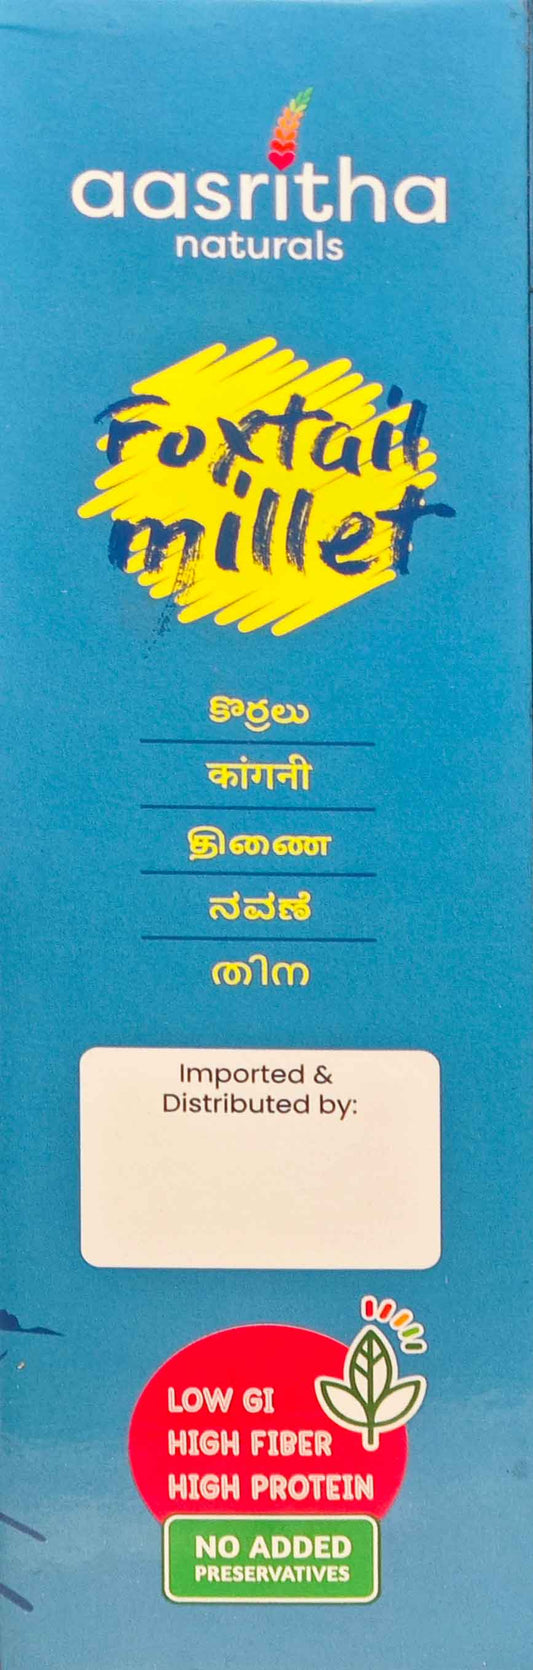 aasritha
naturals
Foxtail
millet
కొర్రలు
कांगनी
திணை
ನವಣೆ
തിന
Imported &
Distributed by:
LOW GI
HIGH FIBER
HIGH PROTEIN
NO ADDED
PRESERVATIVES